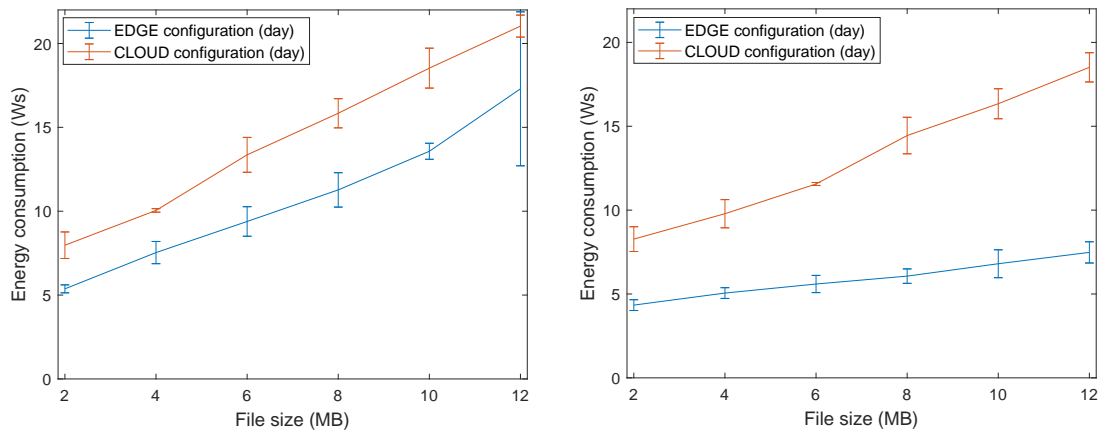 EDGE configuration (day)
CLOUD configuration (day)
20
15
10
5
0
Energy consumption (Ws)
2
4
6
8
10
12
File size (MB)
EDGE configuration (day)
CLOUD configuration (day)
20
15
10
5
0
Energy consumption (Ws)
2
4
6
8
10
12
File size (MB)